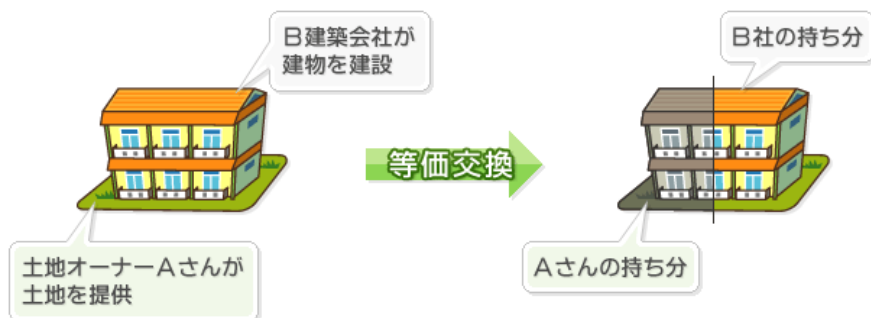 B建築会社が
建物を建設
土地オーナーAさんが
土地を提供
等価交換
B社の持ち分
Aさんの持ち分